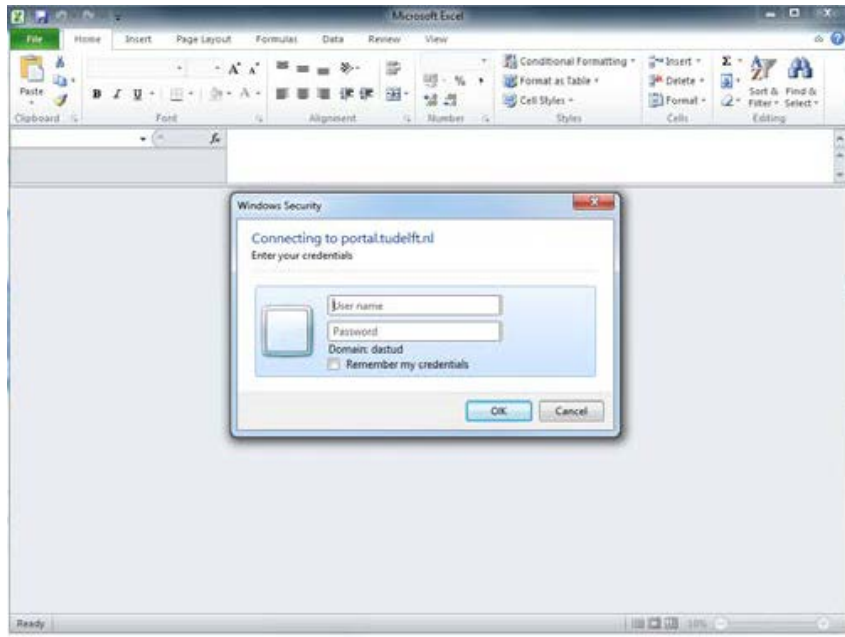 Microsoft Excel
File Home Insert Page Layout Formulas Data Review View
Paste
B I U
A A
A
Σ
%
Conditional Formatting
Format as Table
Cell Styles
Insert
Delete
Format
Sort & Filter
Find & Select
Clipboard Font Alignment Number Styles Cells Editing
fx
Windows Security
Connecting to portal.tudelft.nl
Enter your credentials
User name
Password
Domain: dastud
Remember my credentials
OK Cancel
Ready